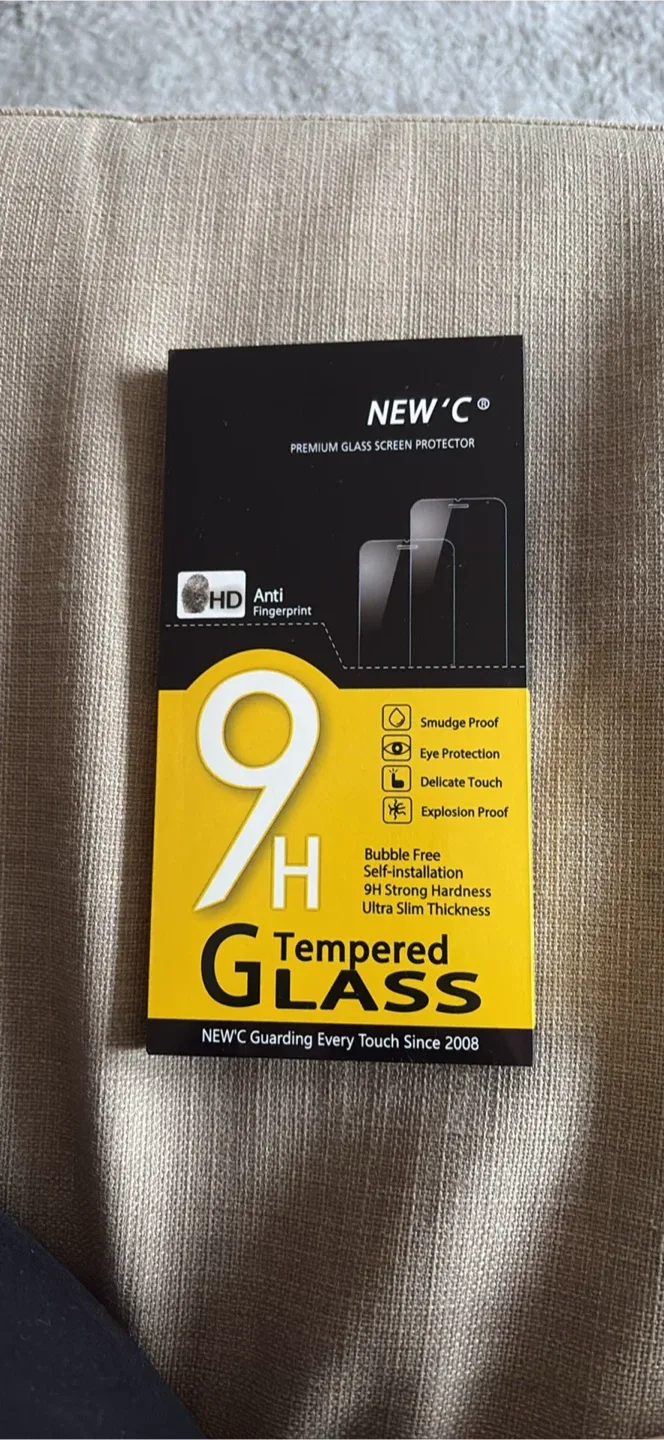 NEW'C®
PREMIUM GLASS SCREEN PROTECTOR
HD
Anti
Fingerprint
9H
Smudge Proof
Eye Protection
Delicate Touch
Explosion Proof
Bubble Free
Self-installation
9H Strong Hardness
Ultra Slim Thickness
Tempered
GLASS
NEW'C Guarding Every Touch Since 2008